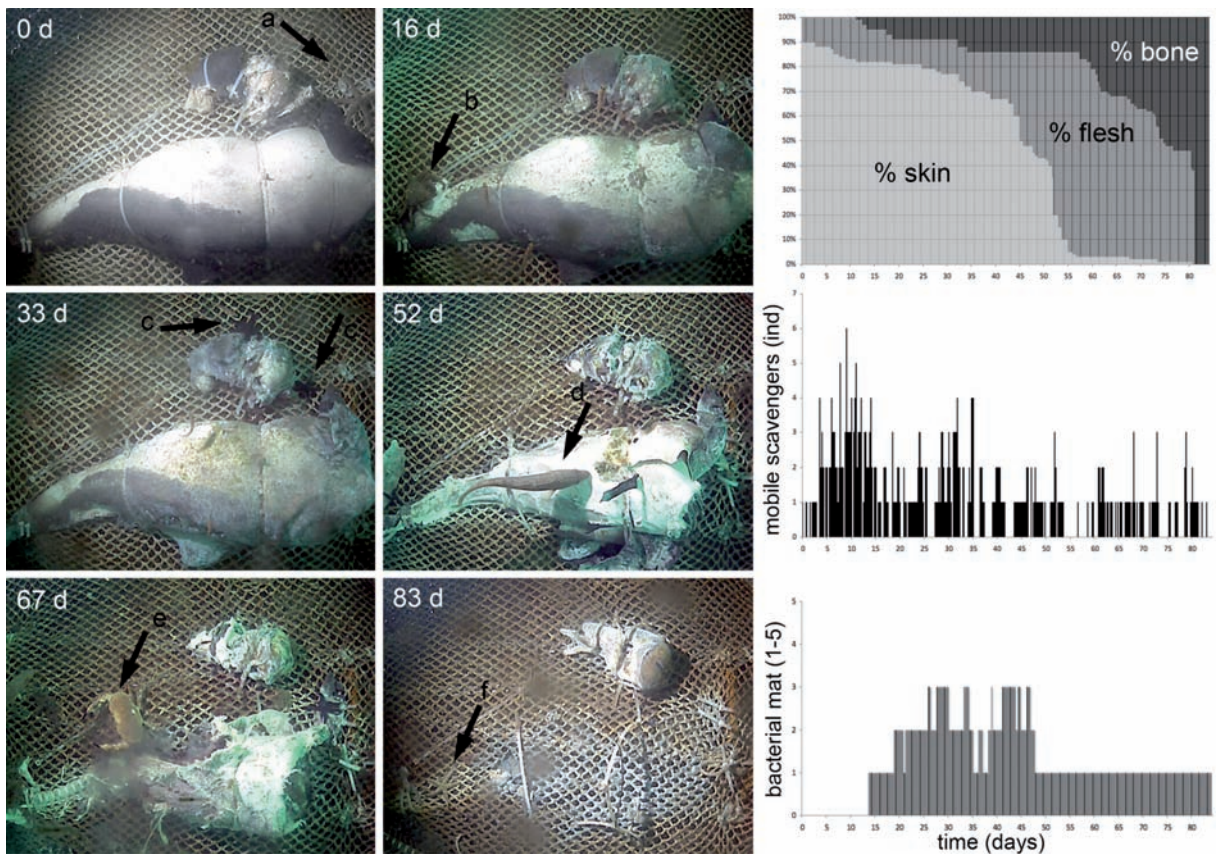 0 d
a
16 d
b
33 d
c
c
52 d
d
67 d
e
83 d
f
100%
90%
80%
70%
60%
50%
40%
30%
20%
10%
0%
% bone
% flesh
% skin
0 5 10 15 20 25 30 35 40 45 50 55 60 65 70 75 80
mobile scavengers (ind)
7
6
5
4
3
2
1
0
0 5 10 15 20 25 30 35 40 45 50 55 60 65 70 75 80
bacterial mat (1-5)
5
4
3
2
1
0
0 5 10 15 20 25 30 35 40 45 50 55 60 65 70 75 80
time (days)